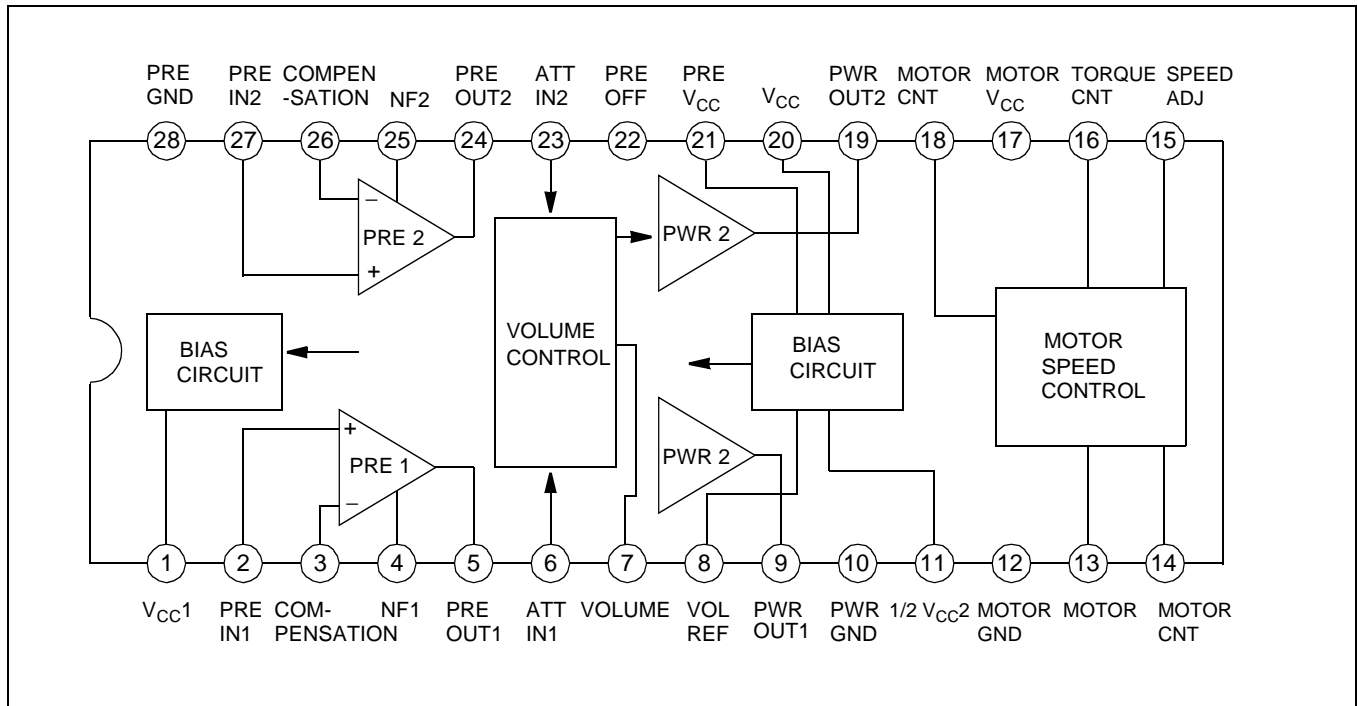 PRE GND
PRE IN2
COMPEN -SATION
NF2
PRE OUT2
ATT IN2
PRE OFF
PRE VCC
VCC
PWR OUT2
MOTOR CNT
MOTOR VCC
TORQUE CNT
SPEED ADJ
28 27 26 25 24 23 22 21 20 19 18 17 16 15
−
PRE 2
+
PWR 2
BIAS CIRCUIT
VOLUME CONTROL
BIAS CIRCUIT
MOTOR SPEED CONTROL
+
PRE 1
−
PWR 2
1 2 3 4 5 6 7 8 9 10 11 12 13 14
VCC1
PRE IN1
COM- PENSATION
NF1
PRE OUT1
ATT IN1
VOLUME
VOL REF
PWR OUT1
PWR GND
1/2 VCC2
MOTOR GND
MOTOR
MOTOR CNT